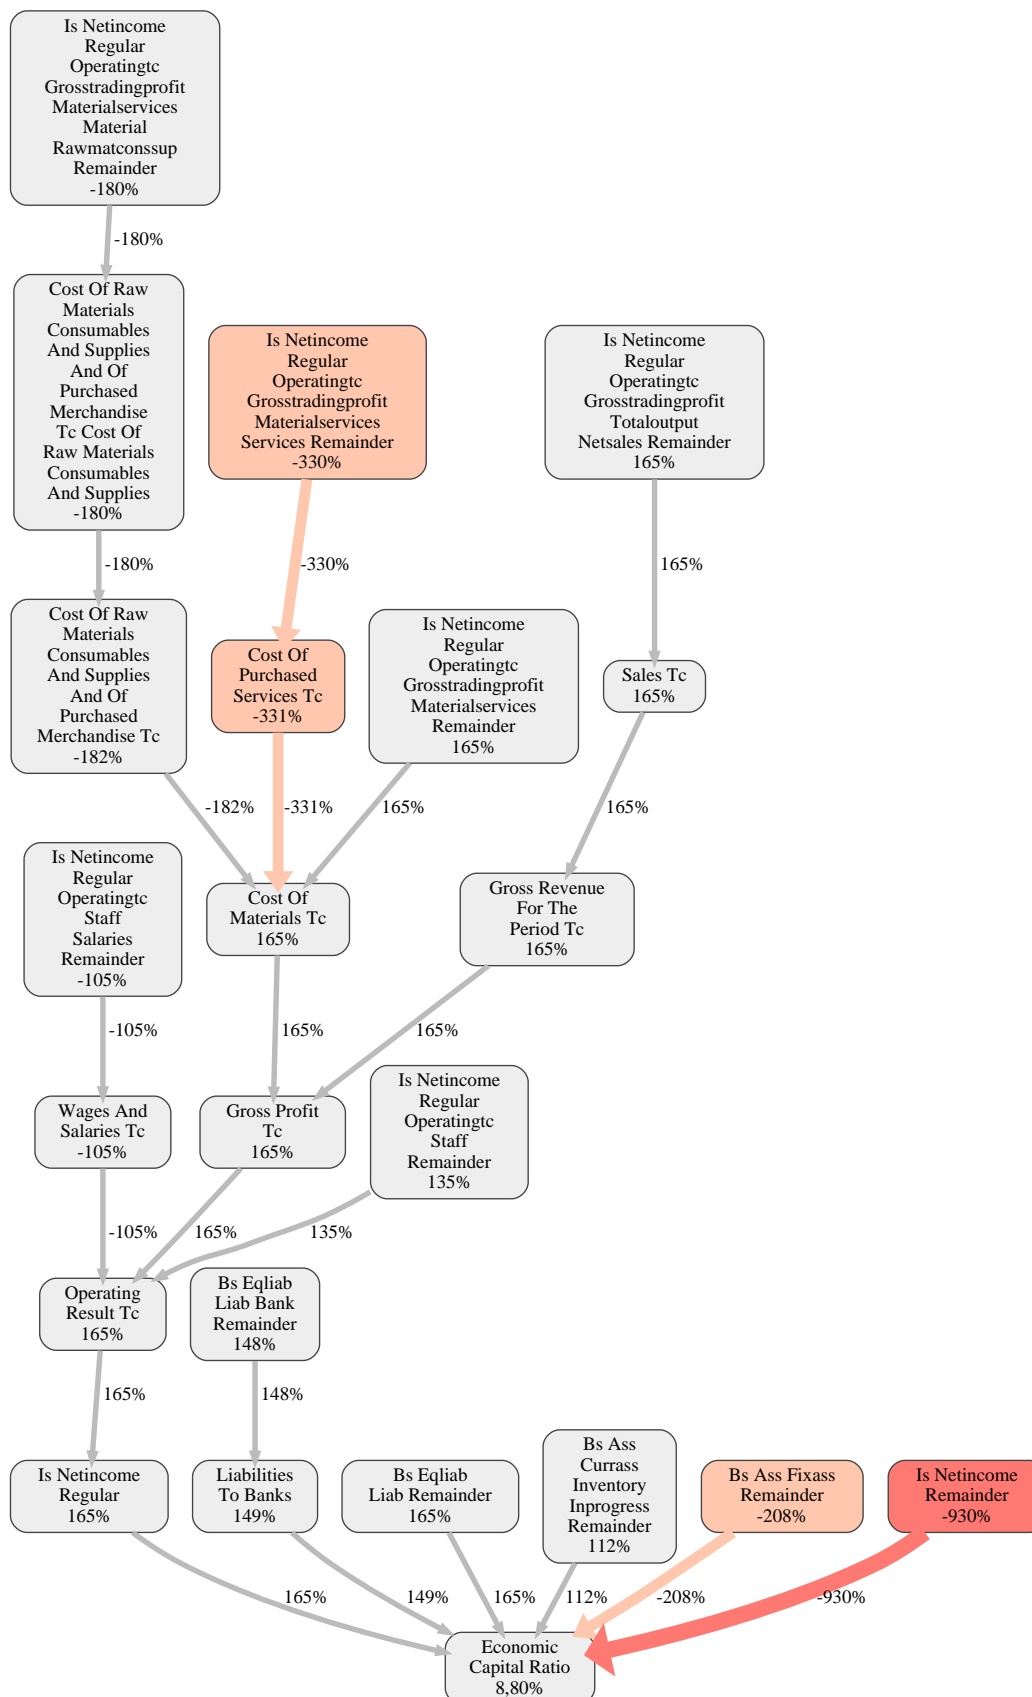 Is Netincome
Regular
Operatingtc
Grosstradingprofit
Materialservices
Material
Rawmatconssup
Remainder
-180%
-180%
Cost Of Raw
Materials
Consumables
And Supplies
And Of
Purchased
Merchandise
Tc Cost Of
Raw Materials
Consumables
And Supplies
-180%
Is Netincome
Regular
Operatingtc
Grosstradingprofit
Materialservices
Services Remainder
-330%
Is Netincome
Regular
Operatingtc
Grosstradingprofit
Totaloutput
Netsales Remainder
165%
-180%
-330%
165%
Cost Of Raw
Materials
Consumables
And Supplies
And Of
Purchased
Merchandise Tc
-182%
Cost Of
Purchased
Services Tc
-331%
Is Netincome
Regular
Operatingtc
Grosstradingprofit
Materialservices
Remainder
165%
Sales Tc
165%
-182%
-331%
165%
165%
Is Netincome
Regular
Operatingtc
Staff
Salaries
Remainder
-105%
Cost Of
Materials Tc
165%
Gross Revenue
For The
Period Tc
165%
-105%
165%
165%
Wages And
Salaries Tc
-105%
Gross Profit
Tc
165%
Is Netincome
Regular
Operatingtc
Staff
Remainder
135%
-105%
165%
135%
Operating
Result Tc
165%
Bs Eqliab
Liab Bank
Remainder
148%
165%
148%
Is Netincome
Regular
165%
Liabilities
To Banks
149%
Bs Eqliab
Liab Remainder
165%
Bs Ass
Currass
Inventory
Inprogress
Remainder
112%
Bs Ass Fixass
Remainder
-208%
Is Netincome
Remainder
-930%
165%
149%
165%
112%
-208%
-930%
Economic
Capital Ratio
8,80%